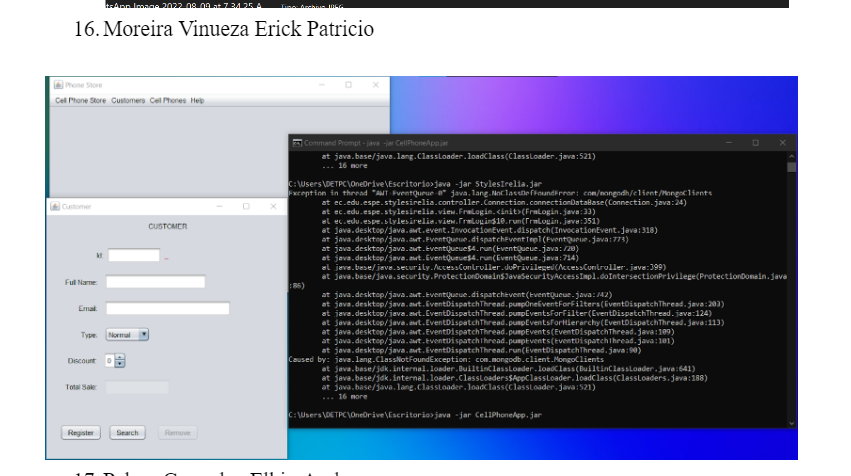 16. Moreira Vinueza Erick Patricio
Phone Store
Cell Phone Store Customers Cell Phones Help
Command Prompt - java -jar CellPhoneApp.jar
at java.base/java.lang.ClassLoader.loadClass(ClassLoader.java:521)
... 16 more
C:\Users\DETPC\OneDrive\Escritorio>java -jar StylesIrelia.jar
Exception in thread "AWT-EventQueue-0" java.lang.NoClassDefFoundError: com/mongodb/client/MongoClients
at ec.edu.espe.stylesirelia.controller.Connection.connectionDataBase(Connection.java:24)
at ec.edu.espe.stylesirelia.view.FrmLogin.<init>(FrmLogin.java:33)
at ec.edu.espe.stylesirelia.view.FrmLogin$10.run(FrmLogin.java:351)
at java.desktop/java.awt.event.InvocationEvent.dispatch(InvocationEvent.java:318)
at java.desktop/java.awt.EventQueue.dispatchEventImpl(EventQueue.java:773)
at java.desktop/java.awt.EventQueue$4.run(EventQueue.java:720)
at java.desktop/java.awt.EventQueue$4.run(EventQueue.java:714)
at java.base/java.security.AccessController.doPrivileged(AccessController.java:399)
at java.base/java.security.ProtectionDomain$JavaSecurityAccessImpl.doIntersectionPrivilege(ProtectionDomain.java
:86)
at java.desktop/java.awt.EventQueue.dispatchEvent(EventQueue.java:742)
at java.desktop/java.awt.EventDispatchThread.pumpOneEventForFilters(EventDispatchThread.java:203)
at java.desktop/java.awt.EventDispatchThread.pumpEventsForFilter(EventDispatchThread.java:124)
at java.desktop/java.awt.EventDispatchThread.pumpEventsForHierarchy(EventDispatchThread.java:113)
at java.desktop/java.awt.EventDispatchThread.pumpEvents(EventDispatchThread.java:109)
at java.desktop/java.awt.EventDispatchThread.pumpEvents(EventDispatchThread.java:101)
at java.desktop/java.awt.EventDispatchThread.run(EventDispatchThread.java:90)
Caused by: java.lang.ClassNotFoundException: com.mongodb.client.MongoClients
at java.base/jdk.internal.loader.BuiltinClassLoader.loadClass(BuiltinClassLoader.java:641)
at java.base/jdk.internal.loader.ClassLoaders$AppClassLoader.loadClass(ClassLoaders.java:188)
at java.base/java.lang.ClassLoader.loadClass(ClassLoader.java:521)
... 16 more
C:\Users\DETPC\OneDrive\Escritorio>java -jar CellPhoneApp.jar
Customer
CUSTOMER
Id:
...
Full Name:
Email:
Type: Normal
Discount: 0
Total Sale:
Register Search Remove